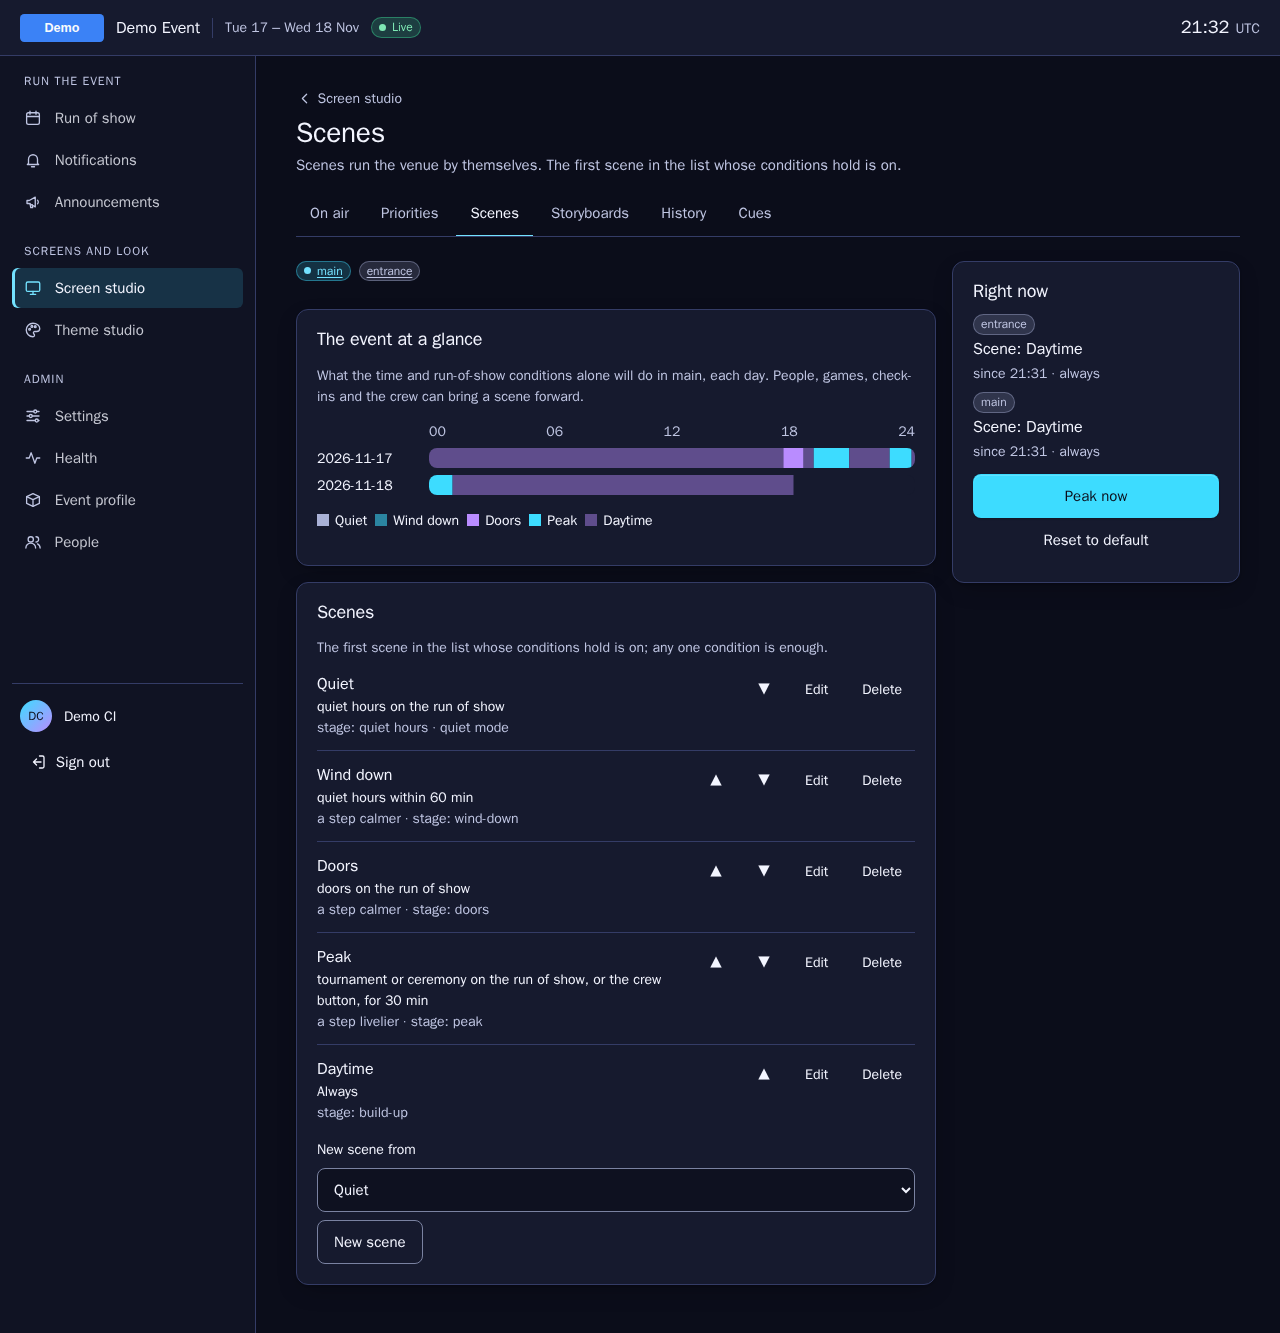 Demo
Demo Event
Tue 17 – Wed 18 Nov
Live
21:32 UTC
RUN THE EVENT
Run of show
Notifications
Announcements
SCREENS AND LOOK
Screen studio
Theme studio
ADMIN
Settings
Health
Event profile
People
DC
Demo CI
Sign out
Screen studio
Scenes
Scenes run the venue by themselves. The first scene in the list whose conditions hold is on.
On air
Priorities
Scenes
Storyboards
History
Cues
main
entrance
The event at a glance
What the time and run-of-show conditions alone will do in main, each day. People, games, check-
ins and the crew can bring a scene forward.
00 06 12 18 24
2026-11-17
2026-11-18
Quiet Wind down Doors Peak Daytime
Scenes
The first scene in the list whose conditions hold is on; any one condition is enough.
Quiet
quiet hours on the run of show
stage: quiet hours · quiet mode
▼ Edit Delete
Wind down
quiet hours within 60 min
a step calmer · stage: wind-down
▲ ▼ Edit Delete
Doors
doors on the run of show
a step calmer · stage: doors
▲ ▼ Edit Delete
Peak
tournament or ceremony on the run of show, or the crew
button, for 30 min
a step livelier · stage: peak
▲ ▼ Edit Delete
Daytime
Always
stage: build-up
▲ Edit Delete
New scene from
Quiet
New scene
Right now
entrance
Scene: Daytime
since 21:31 · always
main
Scene: Daytime
since 21:31 · always
Peak now
Reset to default